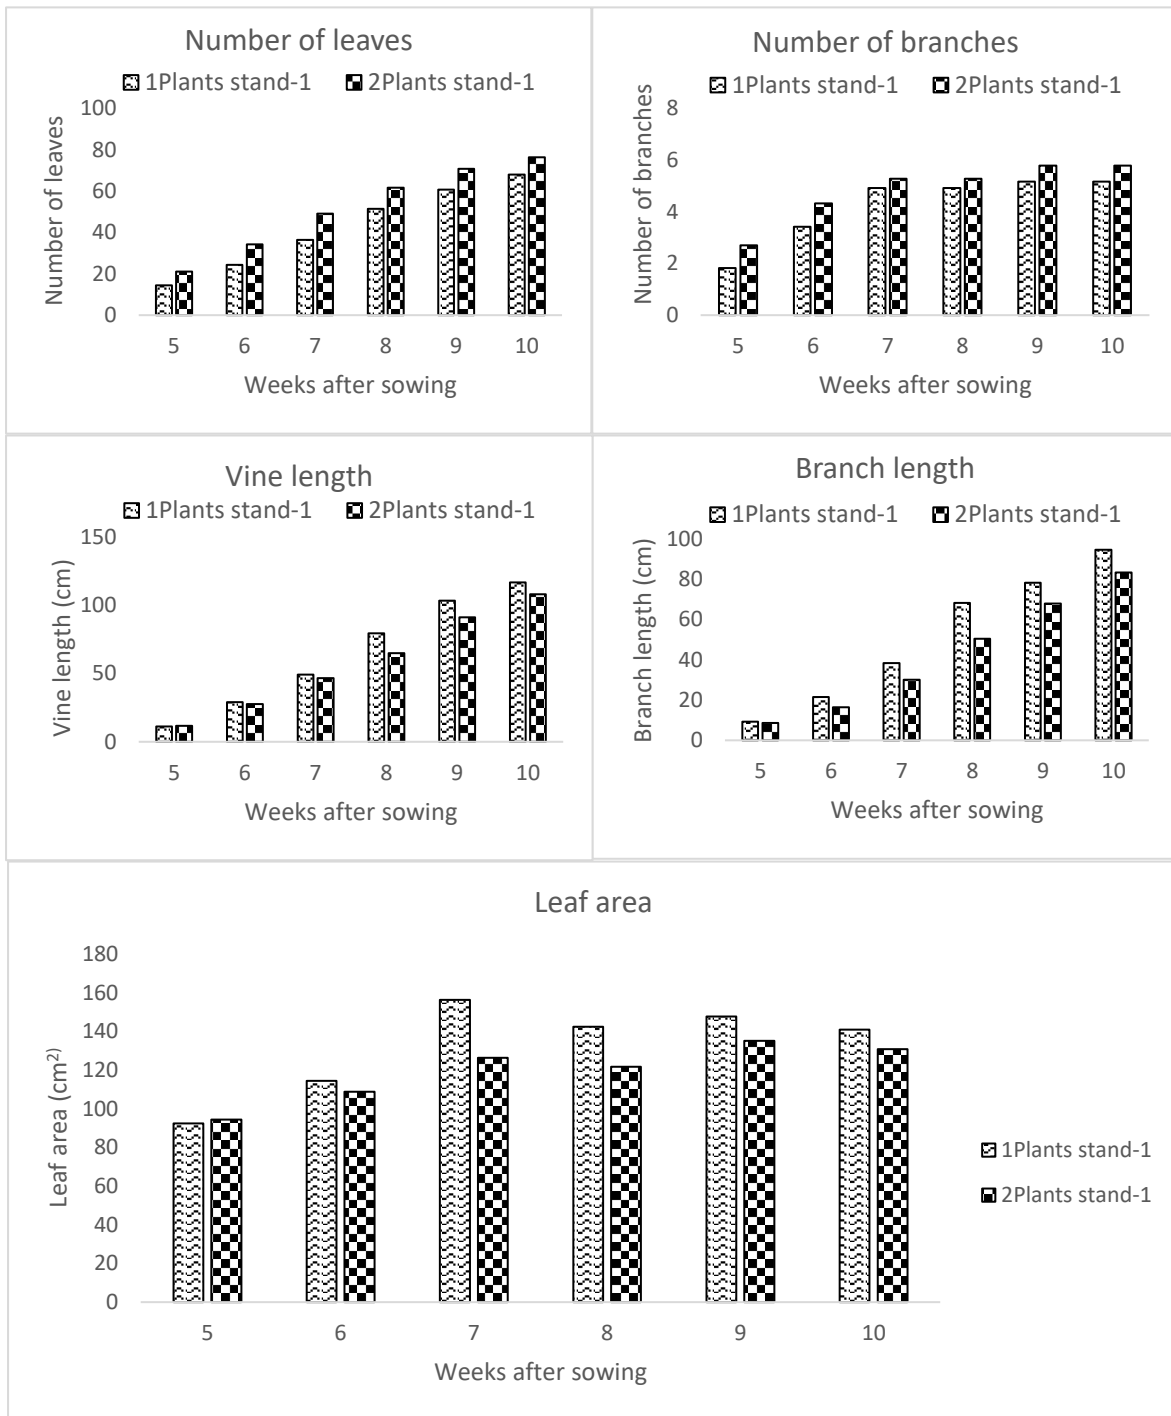 Number of leaves
1Plants stand-1 2Plants stand-1
Number of leaves
100
80
60
40
20
0
5 6 7 8 9 10
Weeks after sowing
Number of branches
1Plants stand-1 2Plants stand-1
Number of branches
8
6
4
2
0
5 6 7 8 9 10
Weeks after sowing
Vine length
1Plants stand-1 2Plants stand-1
Vine length (cm)
150
100
50
0
5 6 7 8 9 10
Weeks after sowing
Branch length
1Plants stand-1 2Plants stand-1
Branch length (cm)
100
80
60
40
20
0
5 6 7 8 9 10
Weeks after sowing
Leaf area
Leaf area (cm²)
180
160
140
120
100
80
60
40
20
0
5 6 7 8 9 10
Weeks after sowing
1Plants stand-1
2Plants stand-1